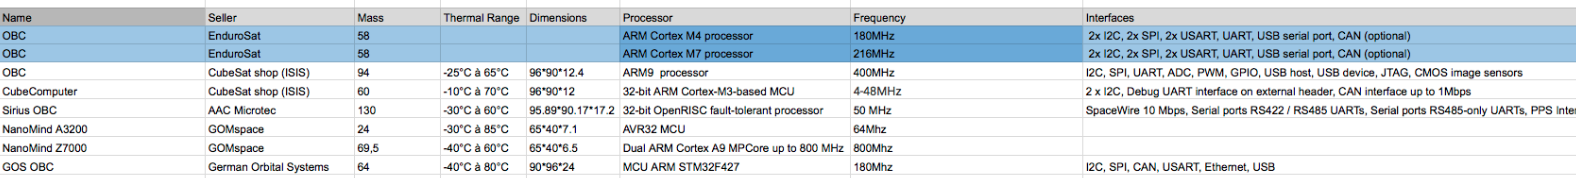 Name Seller Mass Thermal Range Dimensions Processor Frequency Interfaces
OBC EnduroSat 58 ARM Cortex M4 processor 180MHz 2x I2C, 2x SPI, 2x USART, UART, USB serial port, CAN (optional)
OBC EnduroSat 58 ARM Cortex M7 processor 216MHz 2x I2C, 2x SPI, 2x USART, UART, USB serial port, CAN (optional)
OBC CubeSat shop (ISIS) 94 -25°C à 65°C 96*90*12.4 ARM9 processor 400MHz I2C, SPI, UART, ADC, PWM, GPIO, USB host, USB device, JTAG, CMOS image sensors
CubeComputer CubeSat shop (ISIS) 60 -10°C à 70°C 96*90*12 32-bit ARM Cortex-M3-based MCU 4-48MHz 2 x I2C, Debug UART interface on external header, CAN interface up to 1Mbps
Sirius OBC AAC Microtec 130 -30°C à 60°C 95.89*90.17*17.2 32-bit OpenRISC fault-tolerant processor 50 MHz SpaceWire 10 Mbps, Serial ports RS422 / RS485 UARTs, Serial ports RS485-only UARTs, PPS Inter
NanoMind A3200 GOMspace 24 -30°C à 85°C 65*40*7.1 AVR32 MCU 64Mhz
NanoMind Z7000 GOMspace 69,5 -40°C à 60°C 65*40*6.5 Dual ARM Cortex A9 MPCore up to 800 MHz 800Mhz
GOS OBC German Orbital Systems 64 -40°C à 80°C 90*96*24 MCU ARM STM32F427 180Mhz I2C, SPI, CAN, USART, Ethernet, USB